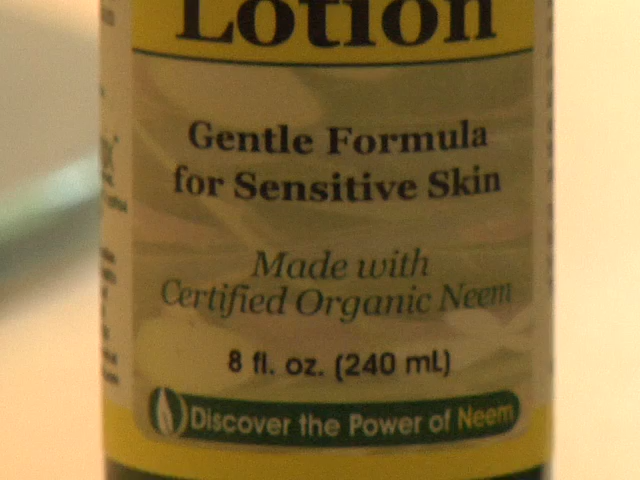 Lotion
Gentle Formula
for Sensitive Skin
Made with
Certified Organic Neem
8 fl. oz. (240 mL)
Discover the Power of Neem